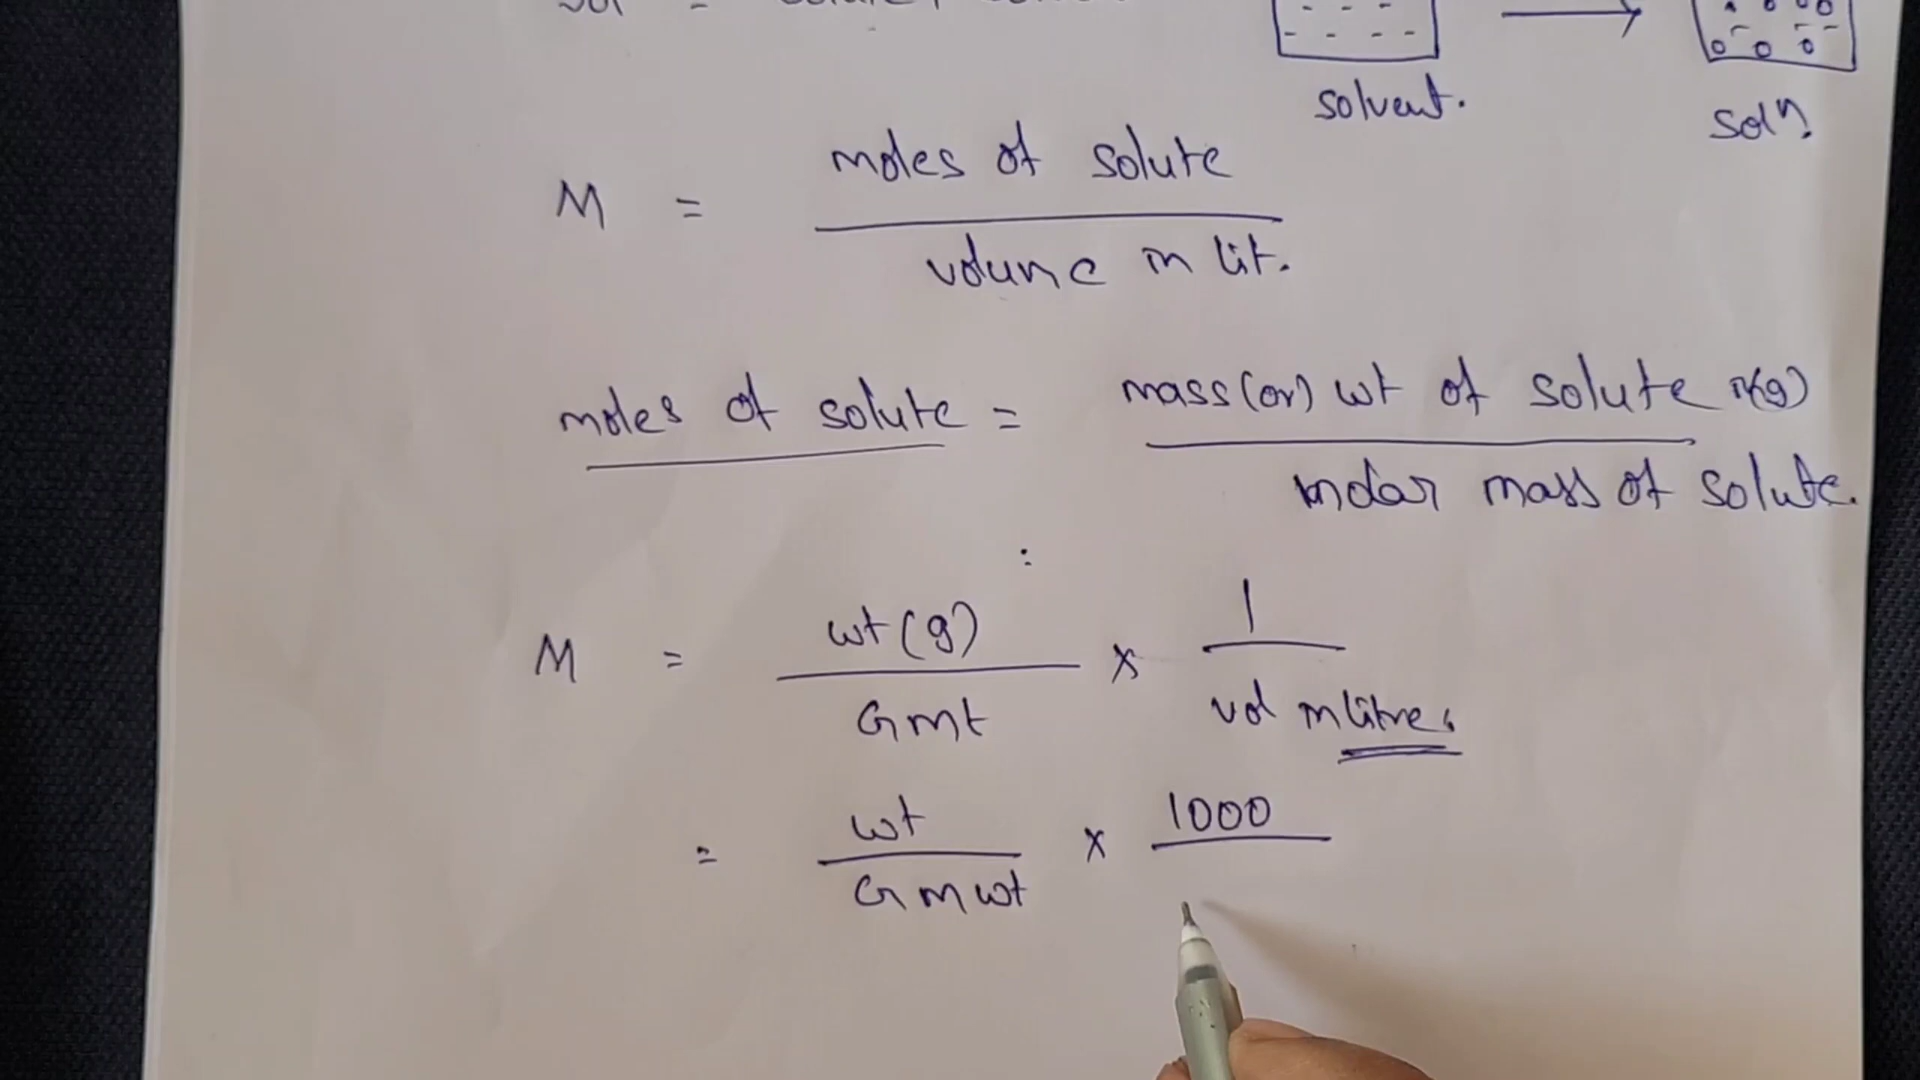 solvent.
soln.
M = moles of solute
volume in lit.
moles of solute = mass (or) wt of solute (g)
molar mass of solute.
M = wt (g) x 1
Gmt vol in litre.
= wt x 1000
Gmwt